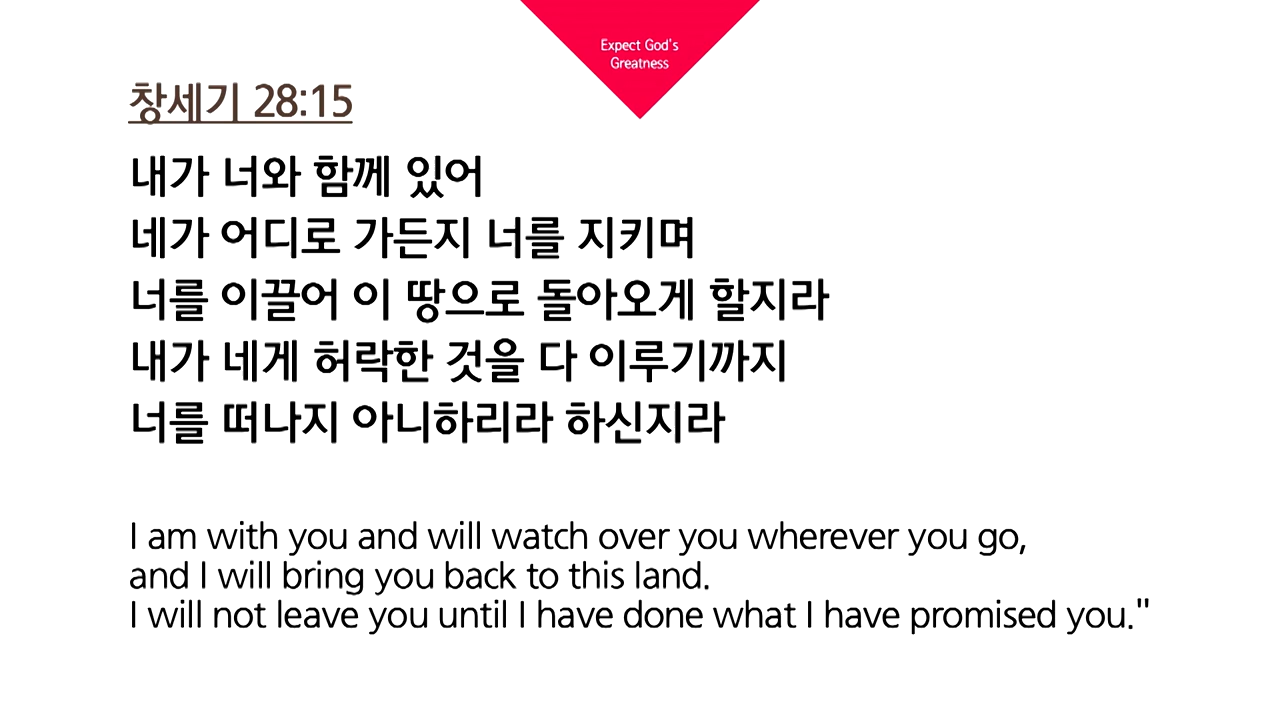 Expect God's
Greatness
창세기 28:15
내가 너와 함께 있어
네가 어디로 가든지 너를 지키며
너를 이끌어 이 땅으로 돌아오게 할지라
내가 네게 허락한 것을 다 이루기까지
너를 떠나지 아니하리라 하신지라
I am with you and will watch over you wherever you go,
and I will bring you back to this land.
I will not leave you until I have done what I have promised you."